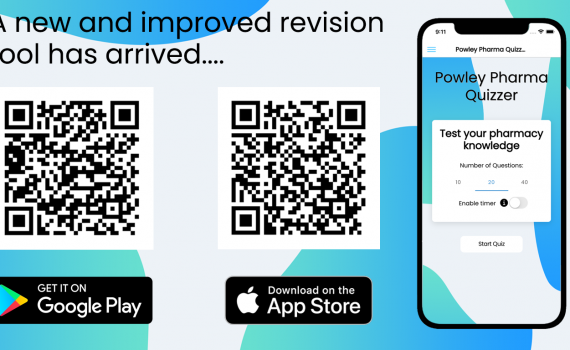 A new and improved revision
tool has arrived....
GET IT ON
Google Play
Download on the
App Store
9:11
Powley Pharma Quizz...
Powley Pharma
Quizzer
Test your pharmacy
knowledge
Number of Questions:
10 20 40
Enable timer i
Start Quiz